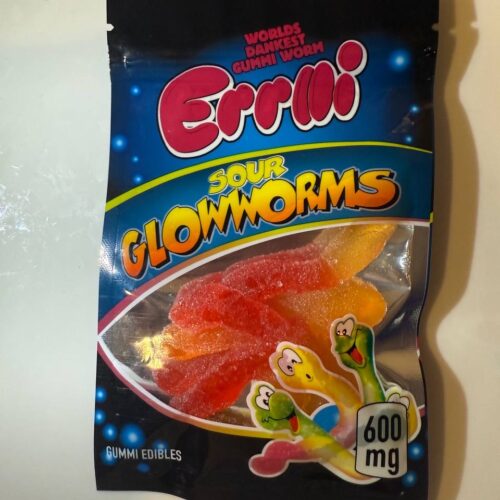 WORLDS
DANKEST
GUMMI WORM
Errlli
SOUR
GLOWWORMS
600
mg
GUMMI EDIBLES